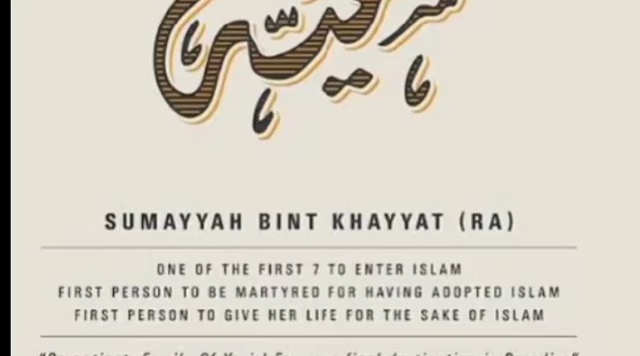 سمية
SUMAYYAH BINT KHAYYAT (RA)
ONE OF THE FIRST 7 TO ENTER ISLAM
FIRST PERSON TO BE MARTYRED FOR HAVING ADOPTED ISLAM
FIRST PERSON TO GIVE HER LIFE FOR THE SAKE OF ISLAM